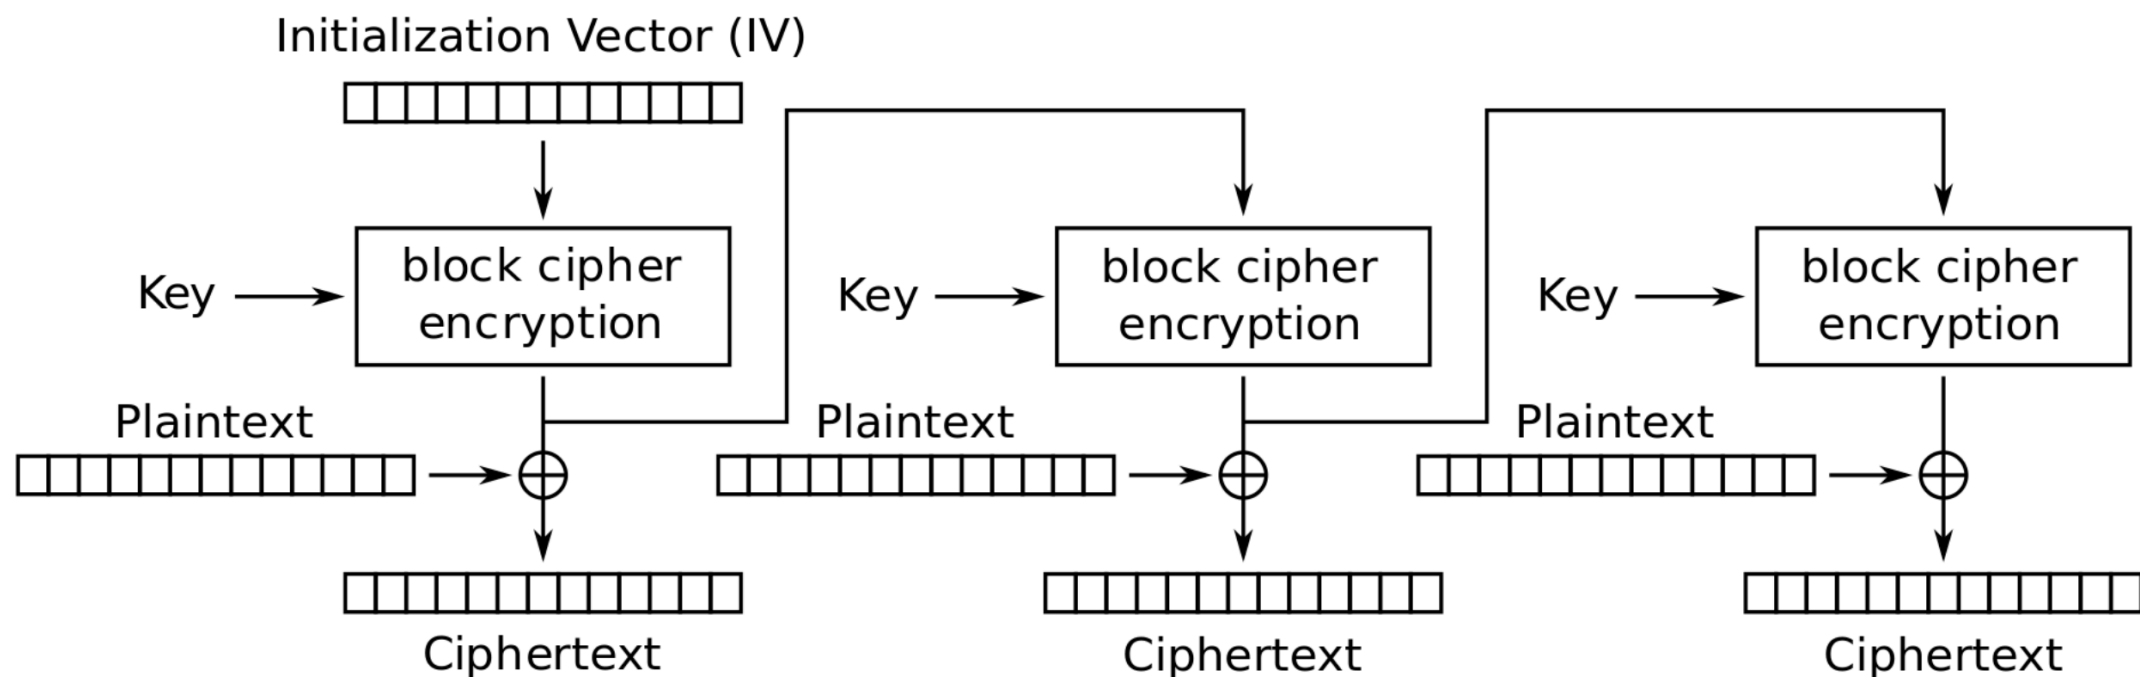 Initialization Vector (IV)
Key
block cipher
encryption
Key
block cipher
encryption
Key
block cipher
encryption
Plaintext
Plaintext
Plaintext
Ciphertext
Ciphertext
Ciphertext